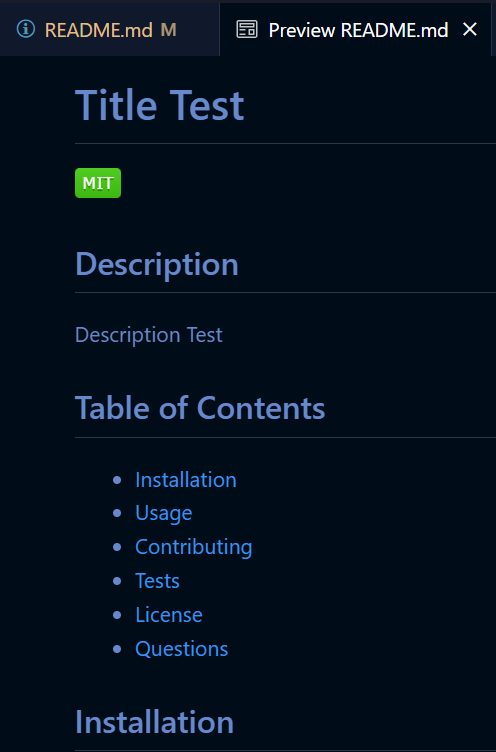 README.md M Preview README.md
Title Test
MIT
Description
Description Test
Table of Contents
Installation
Usage
Contributing
Tests
License
Questions
Installation